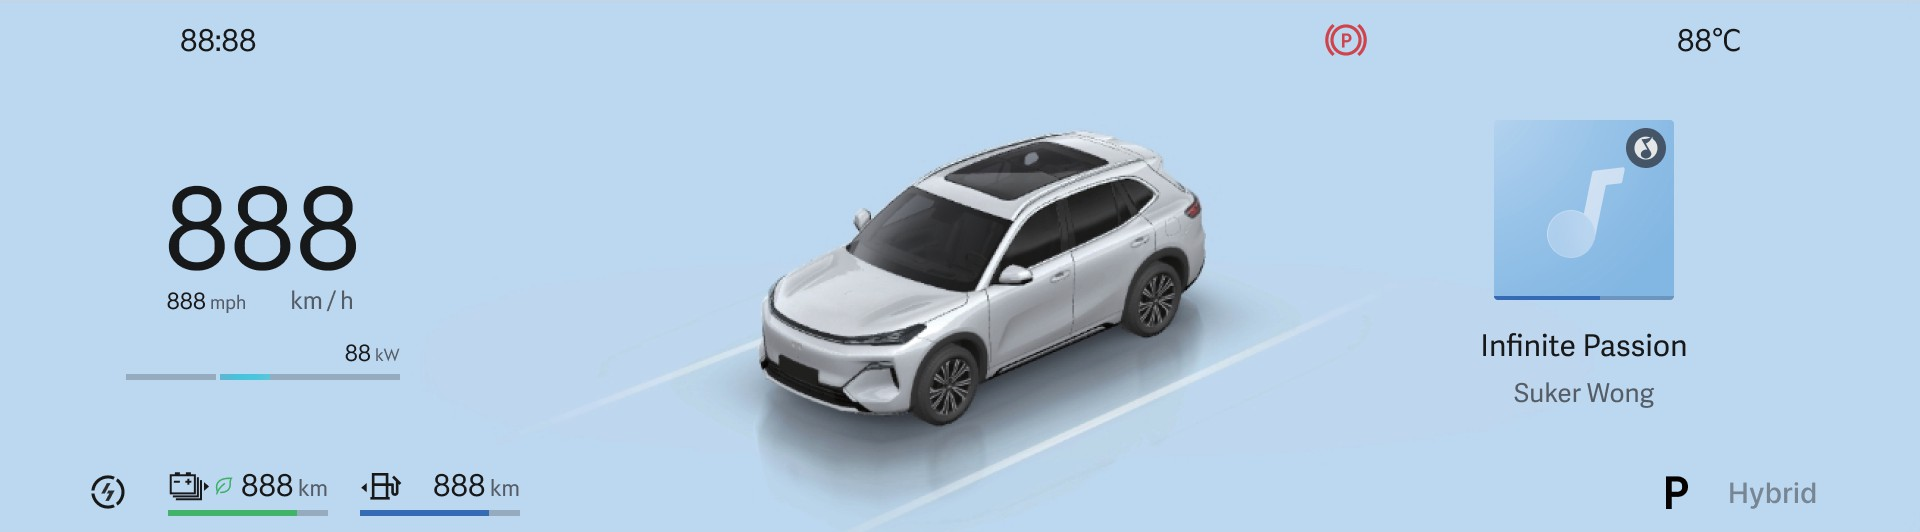 88:88
P
88°C
888
888 mph
km / h
88 kW
Infinite Passion
Suker Wong
888 km
888 km
P
Hybrid